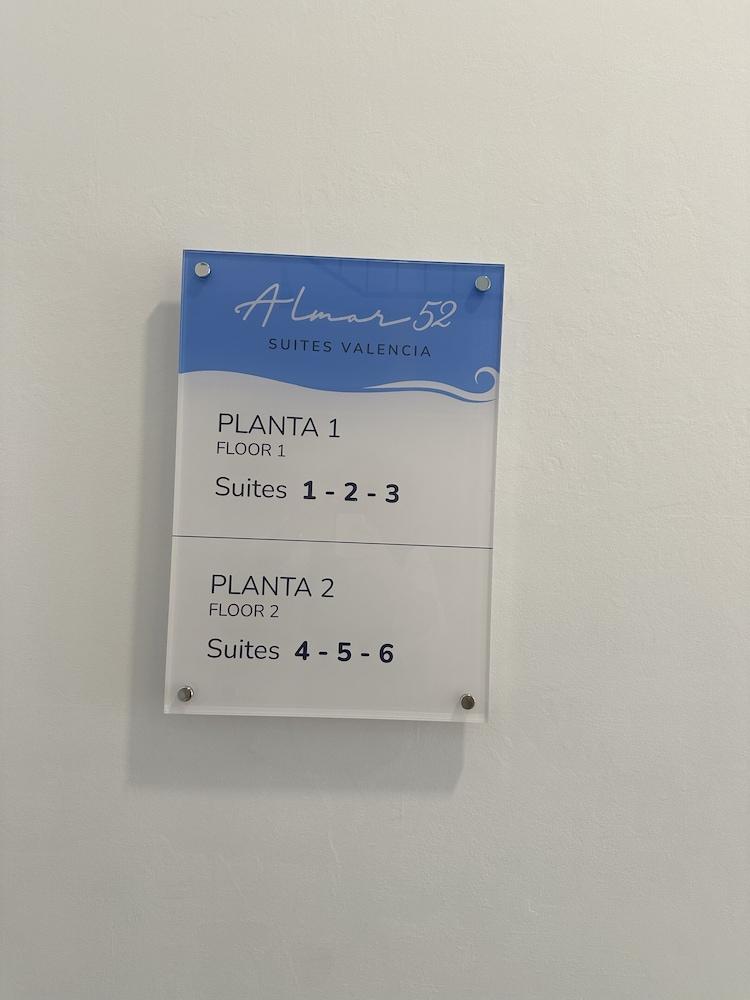 Almar 52
SUITES VALENCIA
PLANTA 1
FLOOR 1
Suites 1 - 2 - 3
PLANTA 2
FLOOR 2
Suites 4 - 5 - 6